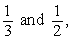 1/3 and 1/2,